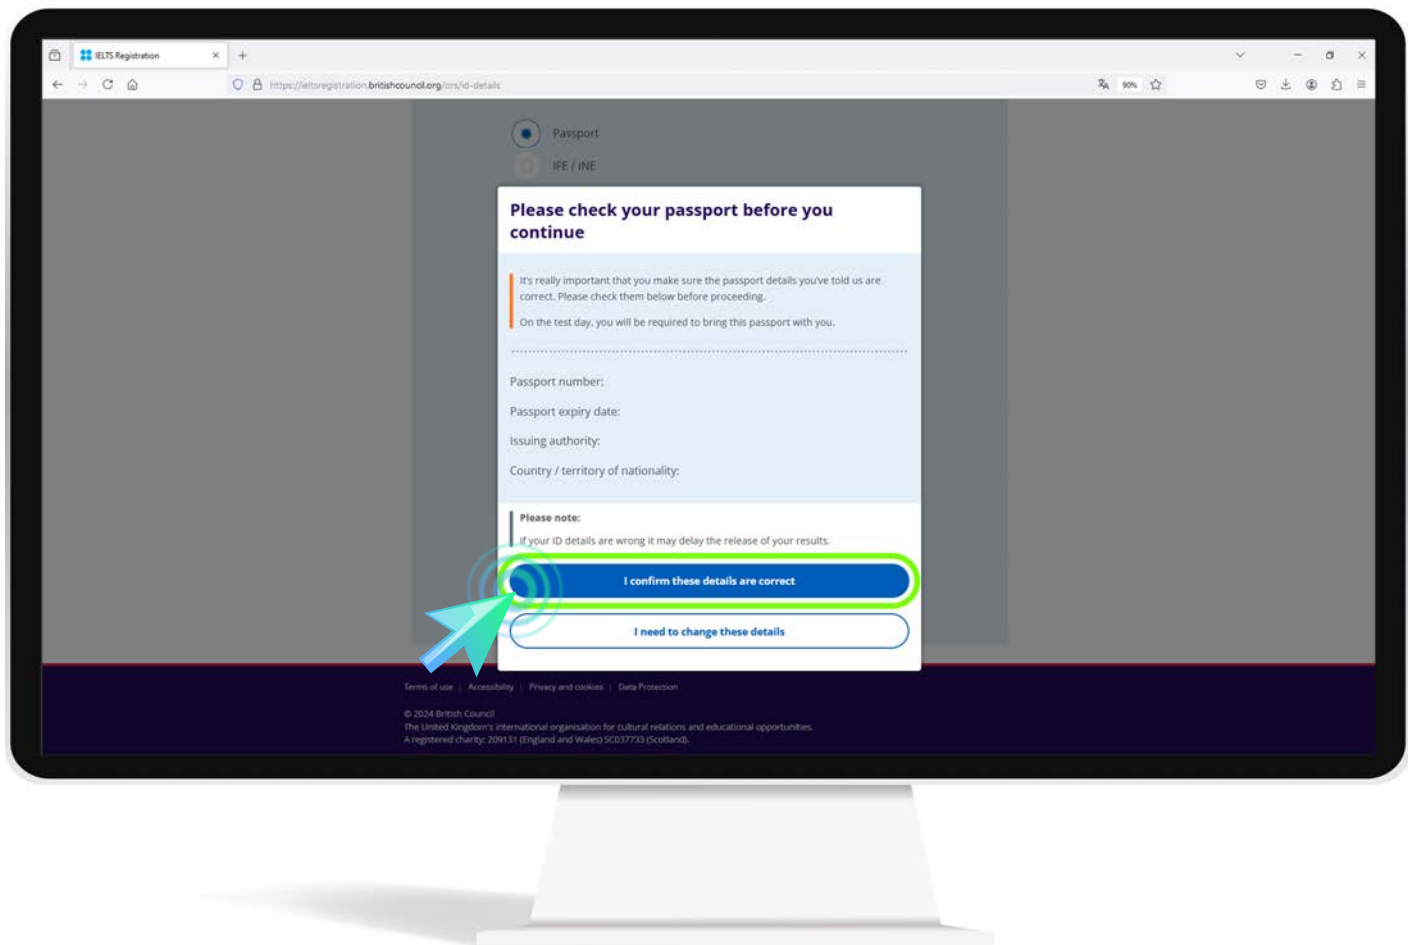 IELTS Registration
https://ieltsregistration.britishcouncil.org/ors/id-details
90%
Passport
IFE / INE
Please check your passport before you
continue
It's really important that you make sure the passport details you've told us are
correct. Please check them below before proceeding.
On the test day, you will be required to bring this passport with you.
Passport number:
Passport expiry date:
Issuing authority:
Country / territory of nationality:
Please note:
If your ID details are wrong it may delay the release of your results.
I confirm these details are correct
I need to change these details
Terms of use | Accessibility | Privacy and cookies | Data Protection
© 2024 British Council
The United Kingdom's international organisation for cultural relations and educational opportunities.
A registered charity: 209131 (England and Wales) SC037733 (Scotland).